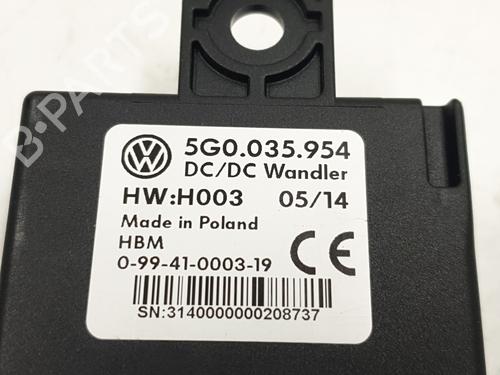 B-PARTS
5G0.035.954
DC/DC Wandler
HW:H003 05/14
Made in Poland
HBM
0-99-41-0003-19
CE
SN:3140000000208737